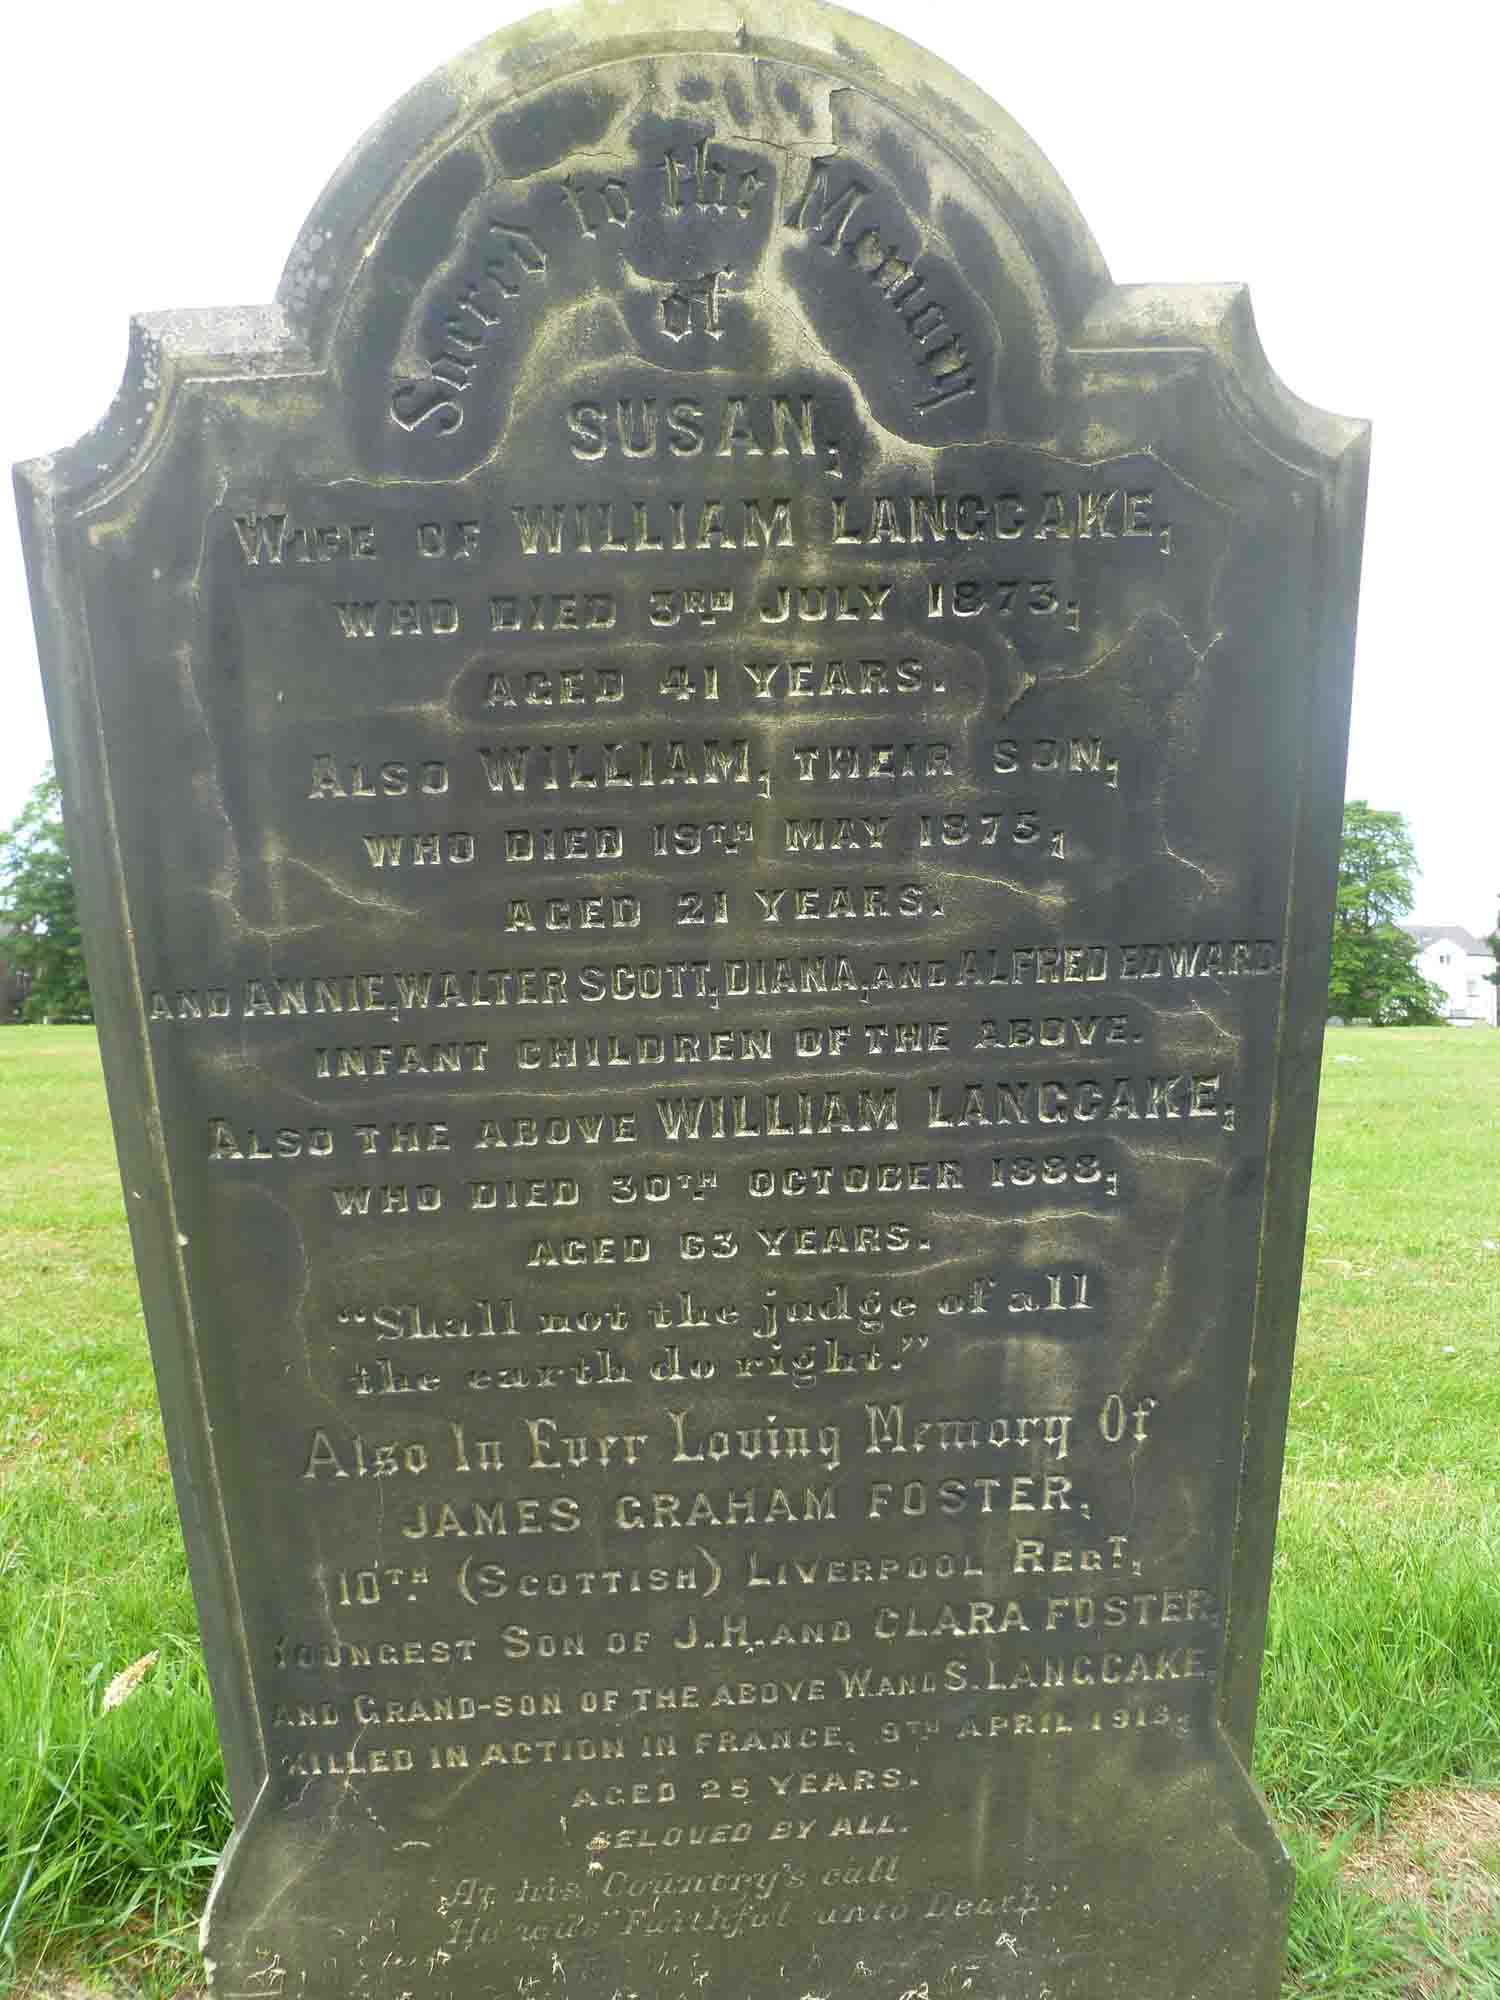 Sacred to the Memory
of
SUSAN,
WIFE OF WILLIAM LANGCAKE,
WHO DIED 3RD JULY 1873,
AGED 41 YEARS.
ALSO WILLIAM, THEIR SON,
WHO DIED 19TH MAY 1875,
AGED 21 YEARS.
AND ANNIE, WALTER SCOTT, DIANA, AND ALFRED EDWARD.
INFANT CHILDREN OF THE ABOVE.
ALSO THE ABOVE WILLIAM LANGCAKE,
WHO DIED 30TH OCTOBER 1888,
AGED 63 YEARS.
"Shall not the judge of all
the earth do right."
Also In Ever Loving Memory Of
JAMES GRAHAM FOSTER,
10TH (SCOTTISH) LIVERPOOL REGT,
YOUNGEST SON OF J.H. AND CLARA FOSTER,
AND GRAND-SON OF THE ABOVE W. AND S. LANGCAKE,
KILLED IN ACTION IN FRANCE, 9TH APRIL 1918,
AGED 25 YEARS.
BELOVED BY ALL.
At his Country's call
He was "Faithful unto Death".